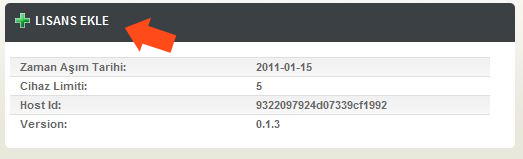 LISANS EKLE
Zaman Aşım Tarihi: 2011-01-15
Cihaz Limiti: 5
Host Id: 9322097924d07339cf1992
Version: 0.1.3